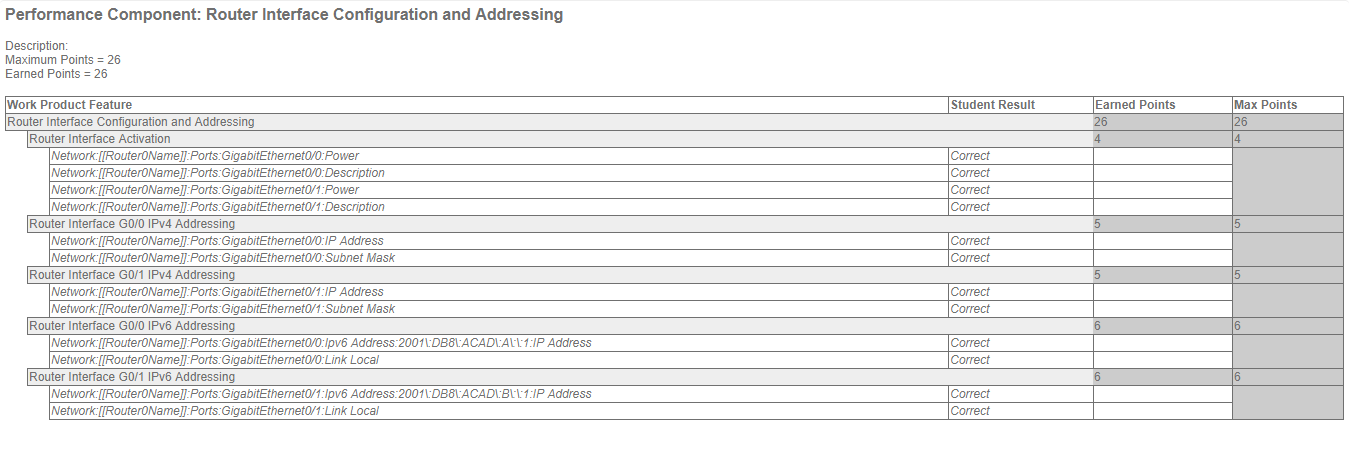 Performance Component: Router Interface Configuration and Addressing
Description:
Maximum Points = 26
Earned Points = 26
Work Product Feature Student Result Earned Points Max Points
Router Interface Configuration and Addressing 26 26
Router Interface Activation 4 4
Network:[[Router0Name]]:Ports:GigabitEthernet0/0:Power Correct
Network:[[Router0Name]]:Ports:GigabitEthernet0/0:Description Correct
Network:[[Router0Name]]:Ports:GigabitEthernet0/1:Power Correct
Network:[[Router0Name]]:Ports:GigabitEthernet0/1:Description Correct
Router Interface G0/0 IPv4 Addressing 5 5
Network:[[Router0Name]]:Ports:GigabitEthernet0/0:IP Address Correct
Network:[[Router0Name]]:Ports:GigabitEthernet0/0:Subnet Mask Correct
Router Interface G0/1 IPv4 Addressing 5 5
Network:[[Router0Name]]:Ports:GigabitEthernet0/1:IP Address Correct
Network:[[Router0Name]]:Ports:GigabitEthernet0/1:Subnet Mask Correct
Router Interface G0/0 IPv6 Addressing 6 6
Network:[[Router0Name]]:Ports:GigabitEthernet0/0:Ipv6 Address:2001\:DB8\:ACAD\:A\:\:1:IP Address Correct
Network:[[Router0Name]]:Ports:GigabitEthernet0/0:Link Local Correct
Router Interface G0/1 IPv6 Addressing 6 6
Network:[[Router0Name]]:Ports:GigabitEthernet0/1:Ipv6 Address:2001\:DB8\:ACAD\:B\:\:1:IP Address Correct
Network:[[Router0Name]]:Ports:GigabitEthernet0/1:Link Local Correct